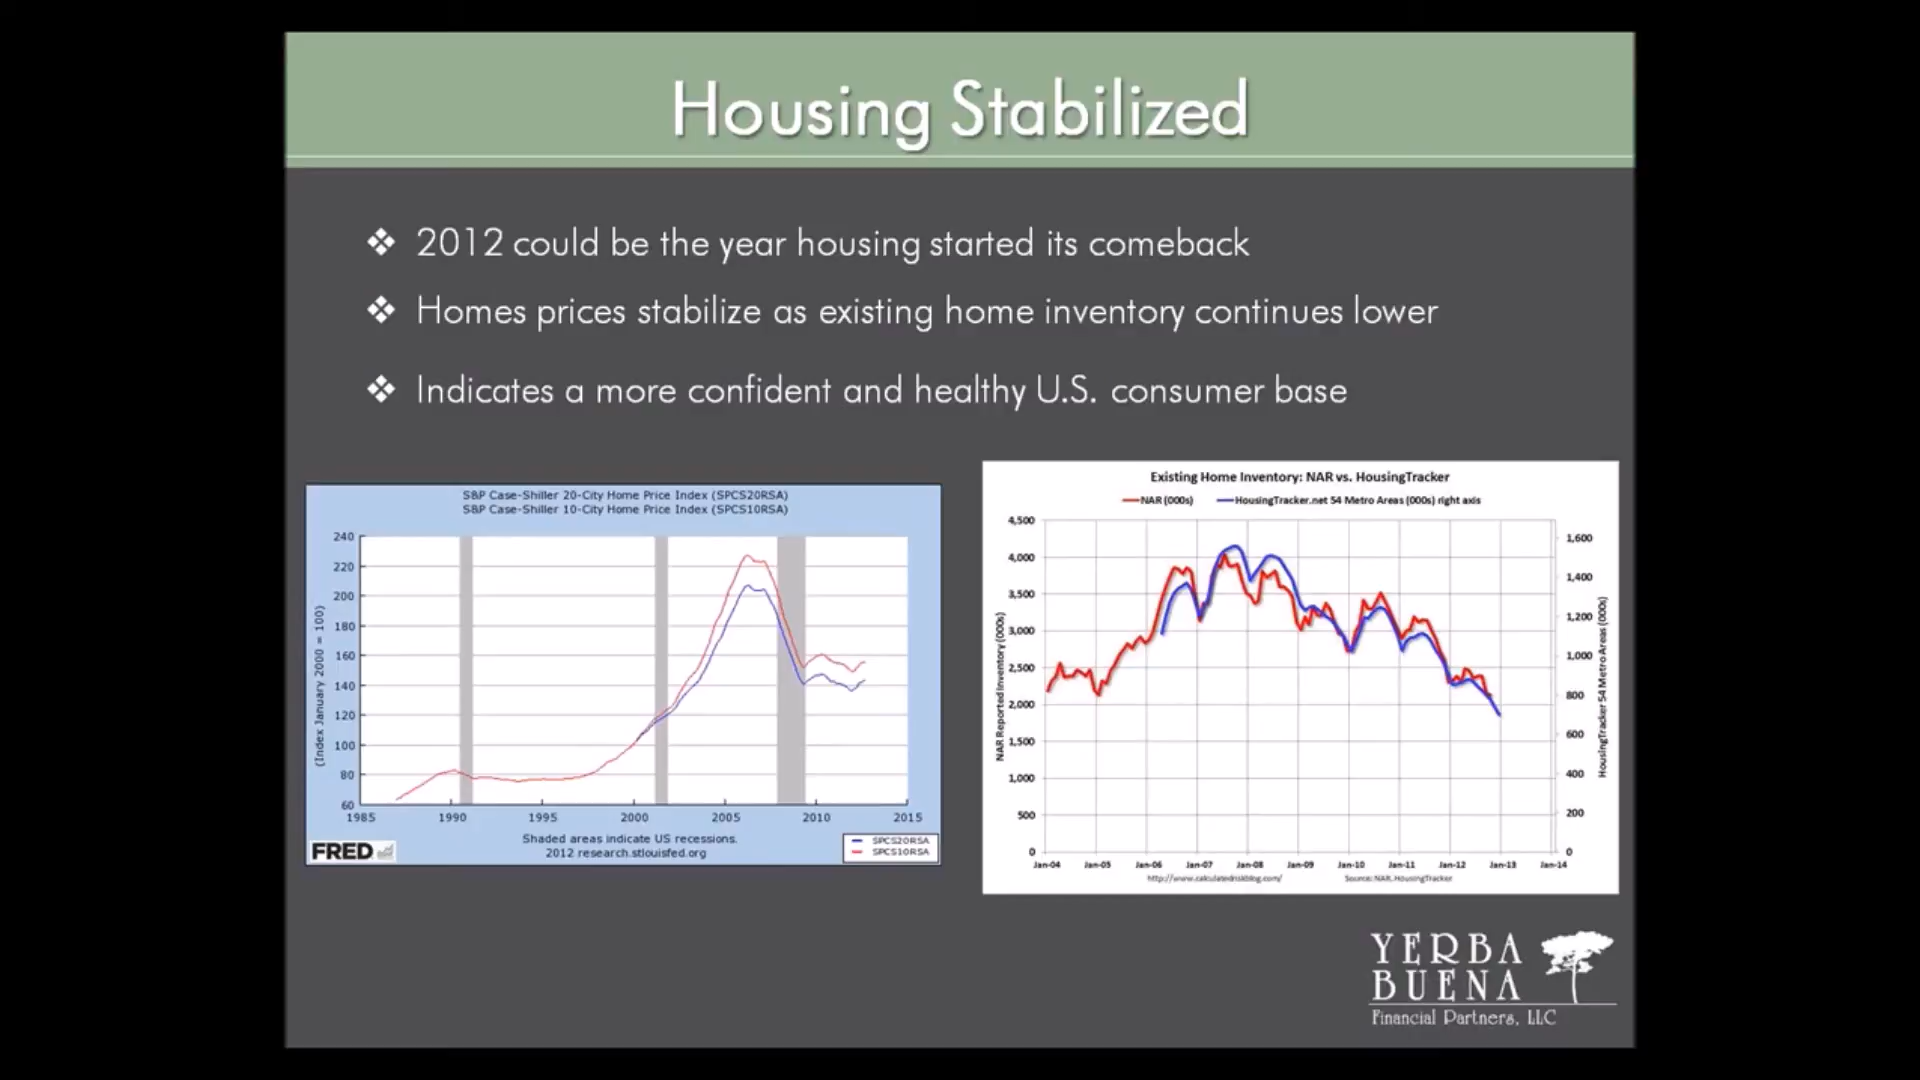 Housing Stabilized
❖ 2012 could be the year housing started its comeback
❖ Homes prices stabilize as existing home inventory continues lower
❖ Indicates a more confident and healthy U.S. consumer base
S&P Case-Shiller 20-City Home Price Index (SPCS20RSA)
S&P Case-Shiller 10-City Home Price Index (SPCS10RSA)
(Index January 2000 = 100)
240
220
200
180
160
140
120
100
80
60
1985 1990 1995 2000 2005 2010 2015
Shaded areas indicate US recessions.
2012 research.stlouisfed.org
FRED
SPCS20RSA
SPCS10RSA
Existing Home Inventory: NAR vs. HousingTracker
NAR (000s) HousingTracker.net 54 Metro Areas (000s) right axis
NAR Reported Inventory (000s)
4,500
4,000
3,500
3,000
2,500
2,000
1,500
1,000
500
0
1,600
1,400
1,200
1,000
800
600
400
200
0
HousingTracker 54 Metro Areas (000s)
Jan-04 Jan-05 Jan-06 Jan-07 Jan-08 Jan-09 Jan-10 Jan-11 Jan-12 Jan-13 Jan-14
http://www.calculatedriskblog.com/ Source: NAR, HousingTracker
YERBA
BUENA
Financial Partners, LLC